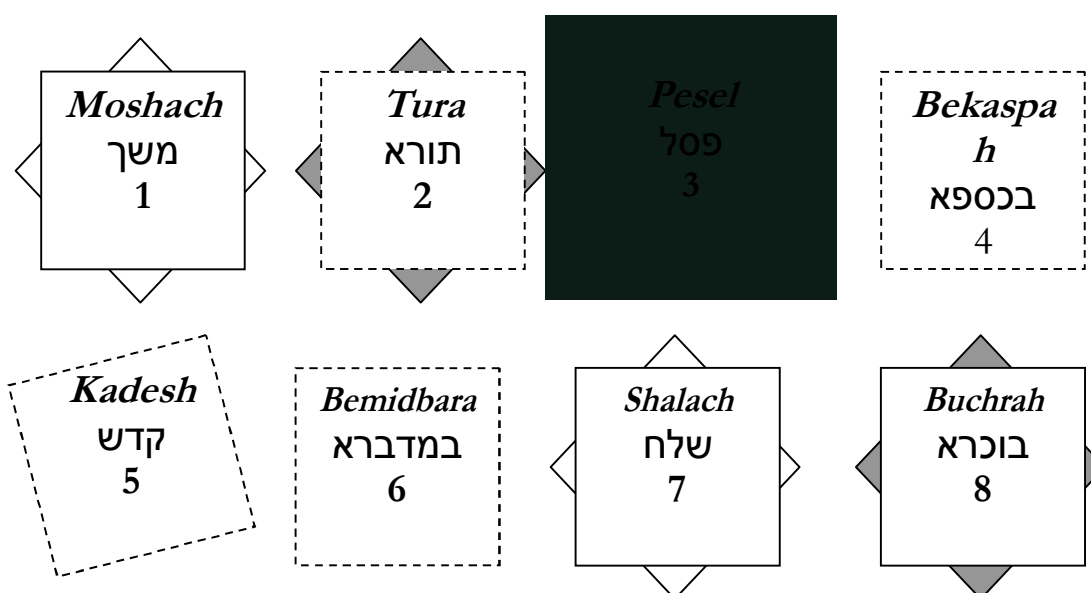 Moshach
משך
1
Tura
תורא
2
Pesel
פסל
3
Bekaspa
h
בכספא
4
Kadesh
קדש
5
Bemidbara
במדברא
6
Shalach
שלח
7
Buchrah
בוכרא
8